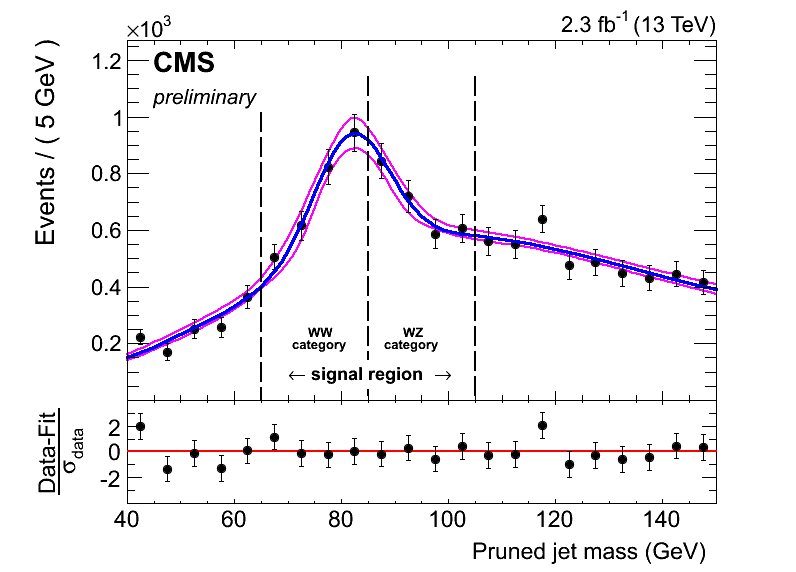 ×10³
2.3 fb⁻¹ (13 TeV)
CMS
preliminary
Events / ( 5 GeV )
1.2
1
0.8
0.6
0.4
0.2
WW category
WZ category
← signal region →
Data-Fit
σdata
2
0
-2
40 60 80 100 120 140
Pruned jet mass (GeV)